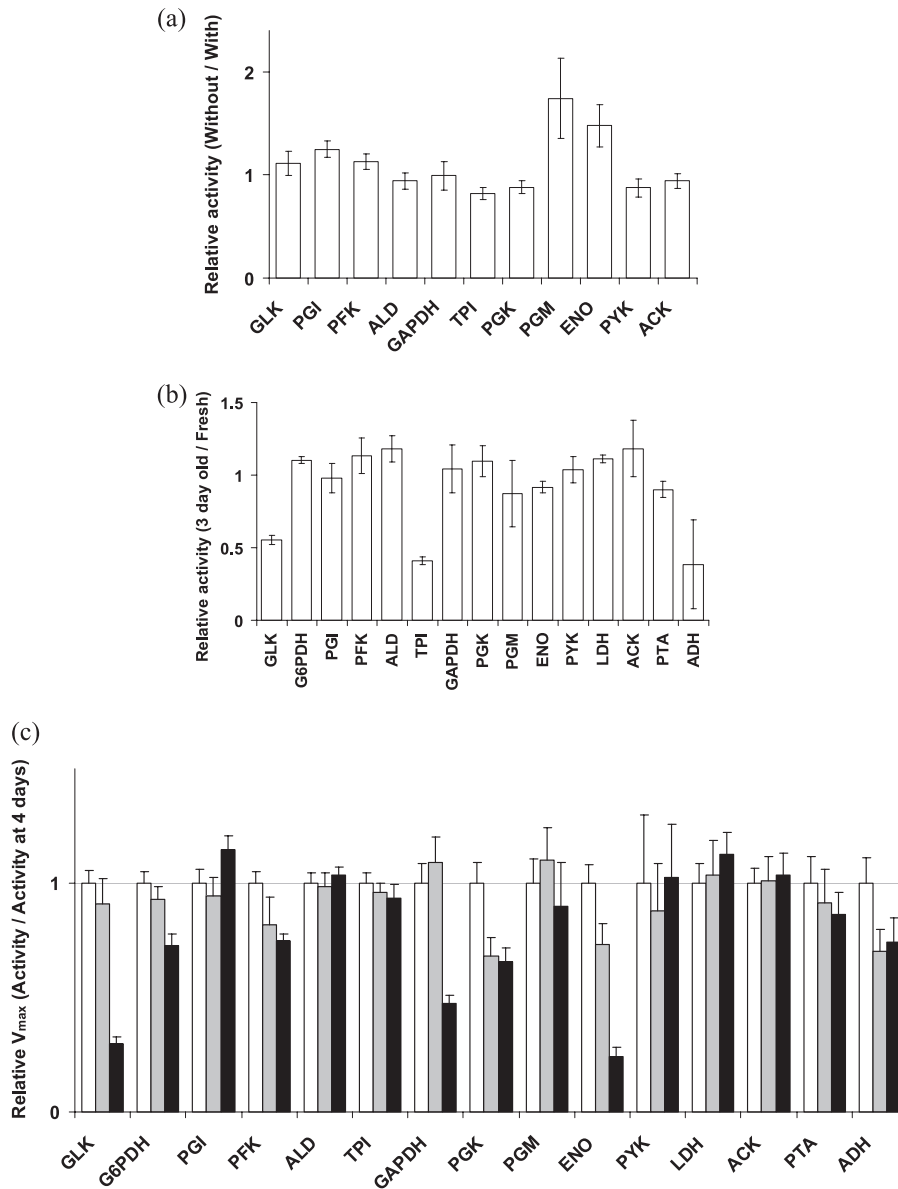 (a)
Relative activity (Without / With)
2
1
0
GLK PGI PFK ALD GAPDH TPI PGK PGM ENO PYK ACK
(b)
Relative activity (3 day old / Fresh)
1.5
1
0.5
0
GLK G6PDH PGI PFK ALD TPI GAPDH PGK PGM ENO PYK LDH ACK PTA ADH
(c)
Relative Vmax (Activity / Activity at 4 days)
1
0
GLK G6PDH PGI PFK ALD TPI GAPDH PGK PGM ENO PYK LDH ACK PTA ADH